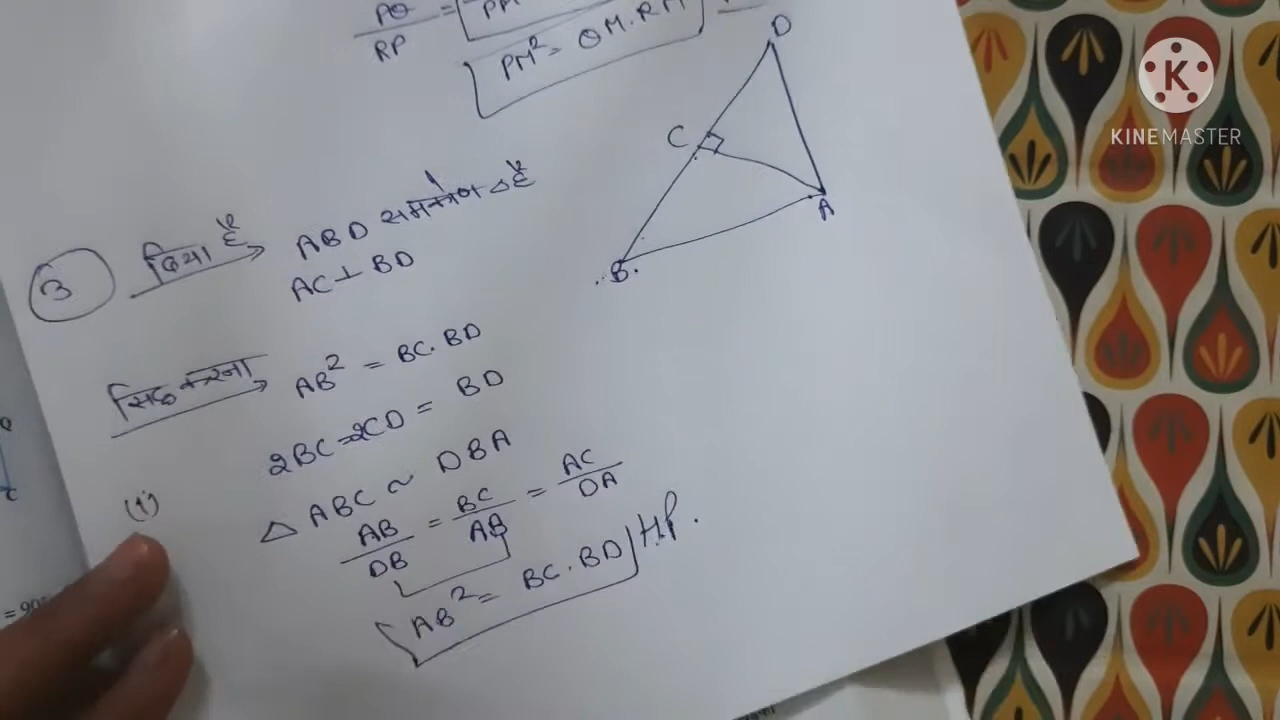 PQ/RP = PM
PM² = QM.RM
D
C
A
B.
3 दिया है → ABD समकोण △ है
AC ⊥ BD
सिद्ध करना → AB² = BC.BD
2BC = 2CD = BD
(i) △ ABC ~ DBA
AB/DB = BC/AB = AC/DA
AB² = BC.BD H.P.
= 90°
KINEMASTER